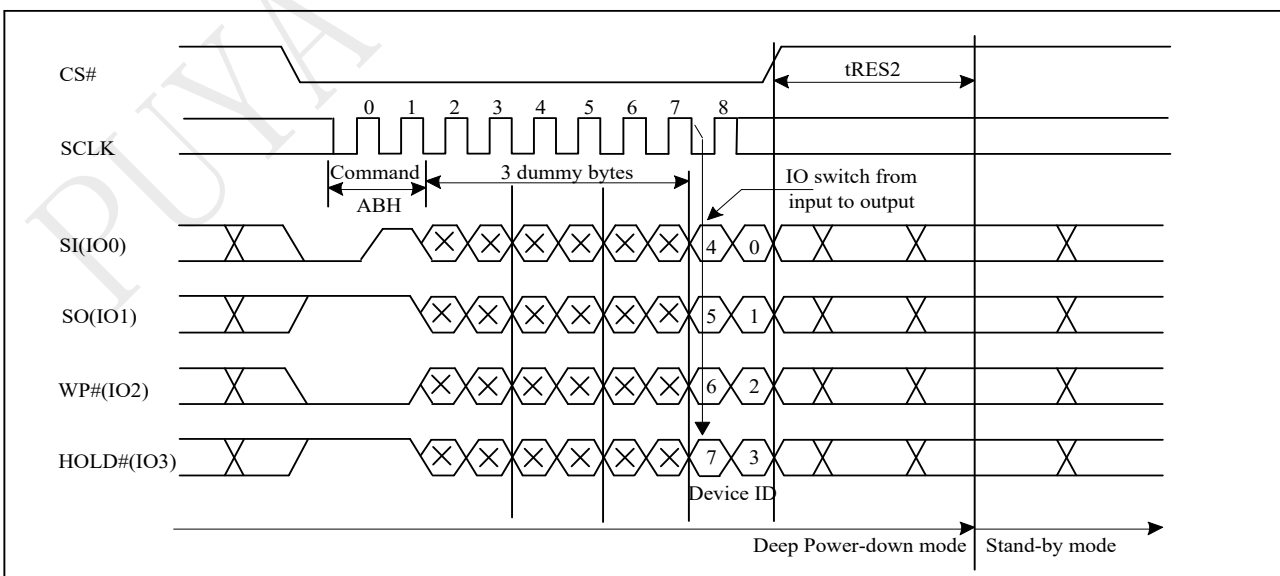 PUYA
CS#
tRES2
0 1 2 3 4 5 6 7 8
SCLK
Command
3 dummy bytes
IO switch from
input to output
ABH
SI(IO0)
4 0
SO(IO1)
5 1
WP#(IO2)
6 2
HOLD#(IO3)
7 3
Device ID
Deep Power-down mode
Stand-by mode